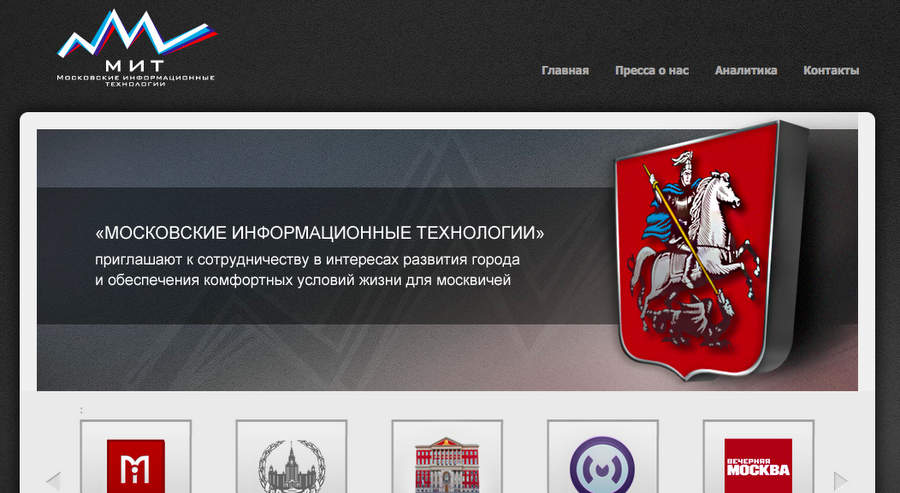 МИТ
Московские информационные
технологии
Главная Пресса о нас Аналитика Контакты
«МОСКОВСКИЕ ИНФОРМАЦИОННЫЕ ТЕХНОЛОГИИ»
приглашают к сотрудничеству в интересах развития города
и обеспечения комфортных условий жизни для москвичей
:
ВЕЧЕРНЯЯ
МОСКВА